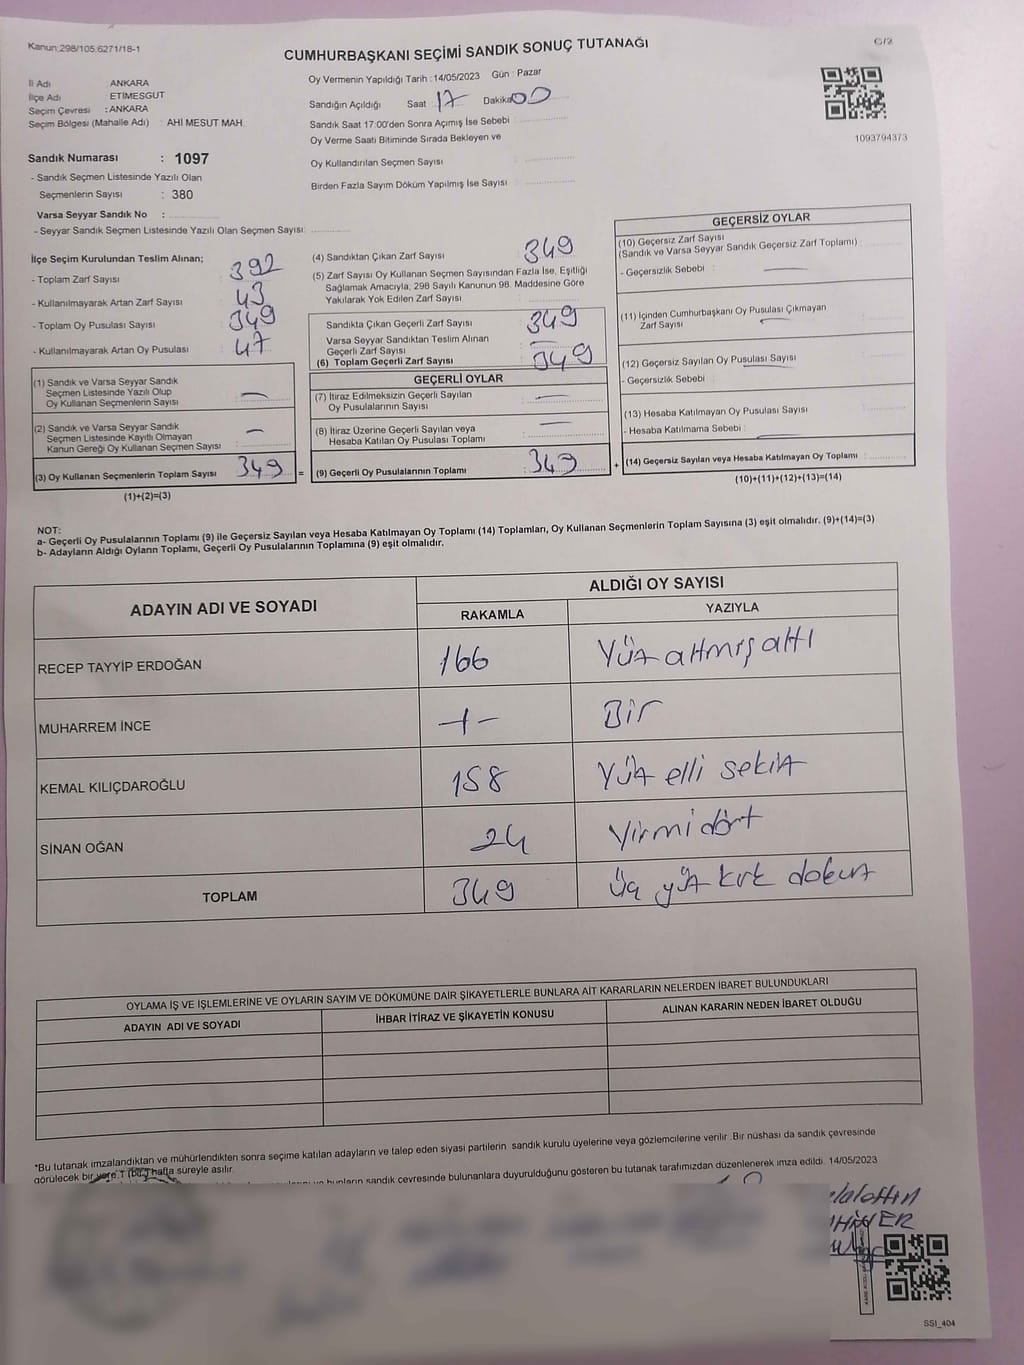 Kanun:298/105.6271/18-1
C/2
CUMHURBAŞKANI SEÇİMİ SANDIK SONUÇ TUTANAĞI
İl Adı : ANKARA
İlçe Adı : ETİMESGUT
Seçim Çevresi : ANKARA
Seçim Bölgesi (Mahalle Adı) : AHİ MESUT MAH.
Oy Vermenin Yapıldığı Tarih : 14/05/2023 Gün : Pazar
Sandığın Açıldığı Saat 17 Dakika 00
Sandık Saat 17:00'den Sonra Açımış İse Sebebi :
Oy Verme Saati Bitiminde Sırada Bekleyen ve
Oy Kullandırılan Seçmen Sayısı :
Birden Fazla Sayım Döküm Yapılmış İse Sayısı :
1093794373
Sandık Numarası : 1097
- Sandık Seçmen Listesinde Yazılı Olan
Seçmenlerin Sayısı : 380
Varsa Seyyar Sandık No :
- Seyyar Sandık Seçmen Listesinde Yazılı Olan Seçmen Sayısı:
İlçe Seçim Kurulundan Teslim Alınan;
- Toplam Zarf Sayısı : 392
- Kullanılmayarak Artan Zarf Sayısı : 43
- Toplam Oy Pusulası Sayısı : 349
- Kullanılmayarak Artan Oy Pusulası : 47
(1) Sandık ve Varsa Seyyar Sandık
Seçmen Listesinde Yazılı Olup
Oy Kullanan Seçmenlerin Sayısı : —
(2) Sandık ve Varsa Seyyar Sandık
Seçmen Listesinde Kayıtlı Olmayan
Kanun Gereği Oy Kullanan Seçmen Sayısı : —
(3) Oy Kullanan Seçmenlerin Toplam Sayısı : 349 =
(1)+(2)=(3)
(4) Sandıktan Çıkan Zarf Sayısı : 349
(5) Zarf Sayısı Oy Kullanan Seçmen Sayısından Fazla İse, Eşitliği
Sağlamak Amacıyla, 298 Sayılı Kanunun 98. Maddesine Göre
Yakılarak Yok Edilen Zarf Sayısı :
Sandıkta Çıkan Geçerli Zarf Sayısı : 349
Varsa Seyyar Sandıktan Teslim Alınan
Geçerli Zarf Sayısı : —
(6) Toplam Geçerli Zarf Sayısı : 349
GEÇERLİ OYLAR
(7) İtiraz Edilmeksizin Geçerli Sayılan
Oy Pusulalarının Sayısı : —
(8) İtiraz Üzerine Geçerli Sayılan veya
Hesaba Katılan Oy Pusulası Toplamı : —
(9) Geçerli Oy Pusulalarının Toplamı : 349 +
GEÇERSİZ OYLAR
(10) Geçersiz Zarf Sayısı
(Sandık ve Varsa Seyyar Sandık Geçersiz Zarf Toplamı) :
- Geçersizlik Sebebi : —
(11) İçinden Cumhurbaşkanı Oy Pusulası Çıkmayan
Zarf Sayısı : —
(12) Geçersiz Sayılan Oy Pusulası Sayısı :
- Geçersizlik Sebebi :
(13) Hesaba Katılmayan Oy Pusulası Sayısı :
- Hesaba Katılmama Sebebi : —
(14) Geçersiz Sayılan veya Hesaba Katılmayan Oy Toplamı :
(10)+(11)+(12)+(13)=(14)
NOT:
a- Geçerli Oy Pusulalarının Toplamı (9) ile Geçersiz Sayılan veya Hesaba Katılmayan Oy Toplamı (14) Toplamları, Oy Kullanan Seçmenlerin Toplam Sayısına (3) eşit olmalıdır. (9)+(14)=(3)
b- Adayların Aldığı Oyların Toplamı, Geçerli Oy Pusulalarının Toplamına (9) eşit olmalıdır.
ADAYIN ADI VE SOYADI
ALDIĞI OY SAYISI
RAKAMLA YAZIYLA
RECEP TAYYİP ERDOĞAN 166 Yüz altmış altı
MUHARREM İNCE -1- Bir
KEMAL KILIÇDAROĞLU 158 Yüz elli sekiz
SİNAN OĞAN 24 Yirmi dört
TOPLAM 349 Üç yüz kırk dokuz
OYLAMA İŞ VE İŞLEMLERİNE VE OYLARIN SAYIM VE DÖKÜMÜNE DAİR ŞİKAYETLERLE BUNLARA AİT KARARLARIN NELERDEN İBARET BULUNDUKLARI
ADAYIN ADI VE SOYADI İHBAR İTİRAZ VE ŞİKAYETİN KONUSU ALINAN KARARIN NEDEN İBARET OLDUĞU
*Bu tutanak imzalandıktan ve mühürlendikten sonra seçime katılan adayların ve talep eden siyasi partilerin sandık kurulu üyelerine veya gözlemcilerine verilir .Bir nüshası da sandık çevresinde
görülecek bir yere 1 (bir) hafta süreyle asılır.
bunların sandık çevresinde bulunanlara duyurulduğunu gösteren bu tutanak tarafımızdan düzenlenerek imza edildi. 14/05/2023
SSI_404